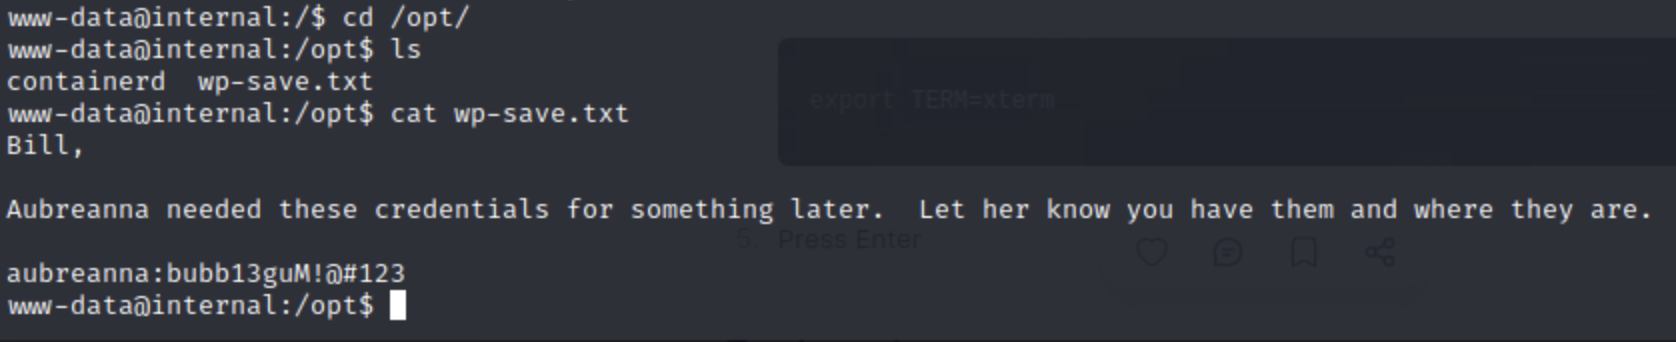 www-data@internal:/$ cd /opt/
www-data@internal:/opt$ ls
containerd  wp-save.txt
www-data@internal:/opt$ cat wp-save.txt
export TERM=xterm
Bill,
Aubreanna needed these credentials for something later.  Let her know you have them and where they are.
5. Press Enter
aubreanna:bubb13guM!@#123
www-data@internal:/opt$